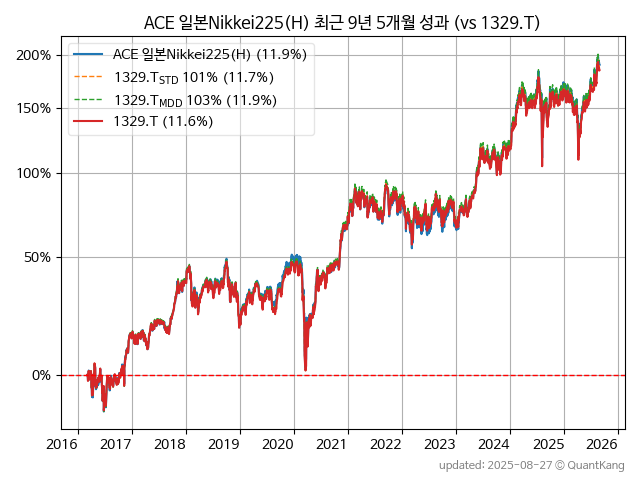 ACE 일본Nikkei225(H) 최근 9년 5개월 성과 (vs 1329.T)
ACE 일본Nikkei225(H) (11.9%)
1329.T_STD 101% (11.7%)
1329.T_MDD 103% (11.9%)
1329.T (11.6%)
200%
150%
100%
50%
0%
2016 2017 2018 2019 2020 2021 2022 2023 2024 2025 2026
updated: 2025-08-27 © QuantKang